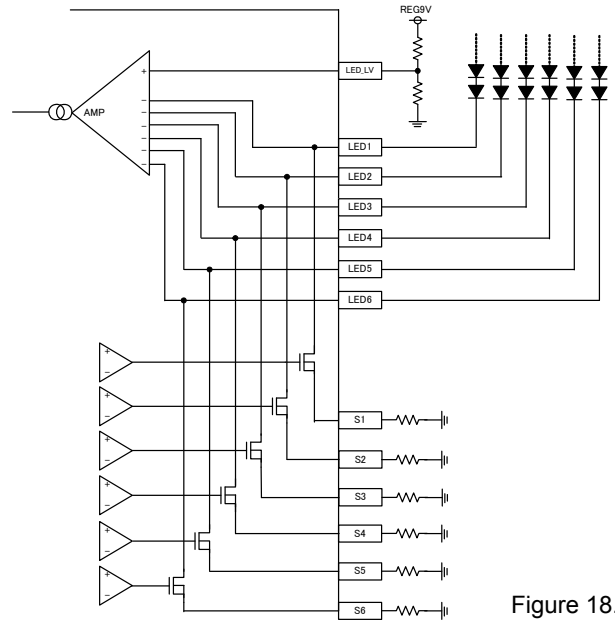 REG9V
LED_LV
+
AMP
−
−
−
−
−
−
LED1
LED2
LED3
LED4
LED5
LED6
+
−
S1
+
−
S2
+
−
S3
+
−
S4
+
−
S5
+
−
S6
Figure 18.